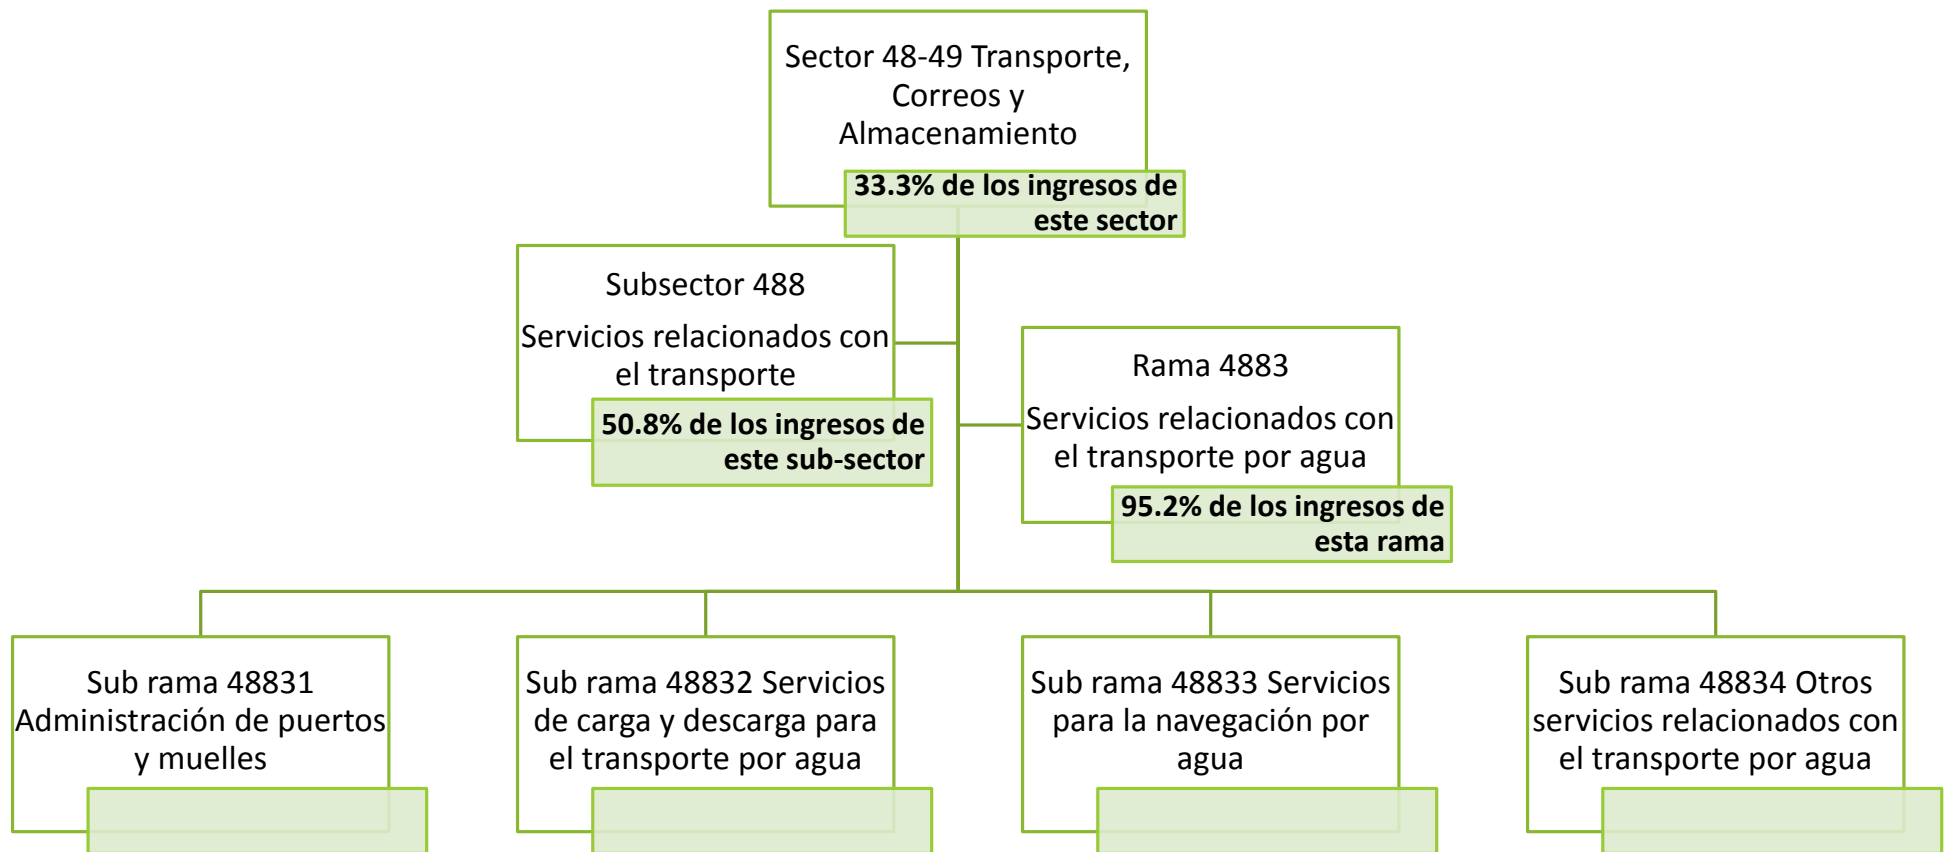 Sector 48-49 Transporte,
Correos y
Almacenamiento
33.3% de los ingresos de
este sector
Subsector 488
Servicios relacionados con
el transporte
50.8% de los ingresos de
este sub-sector
Rama 4883
Servicios relacionados con
el transporte por agua
95.2% de los ingresos de
esta rama
Sub rama 48831
Administración de puertos
y muelles
Sub rama 48832 Servicios
de carga y descarga para
el transporte por agua
Sub rama 48833 Servicios
para la navegación por
agua
Sub rama 48834 Otros
servicios relacionados con
el transporte por agua